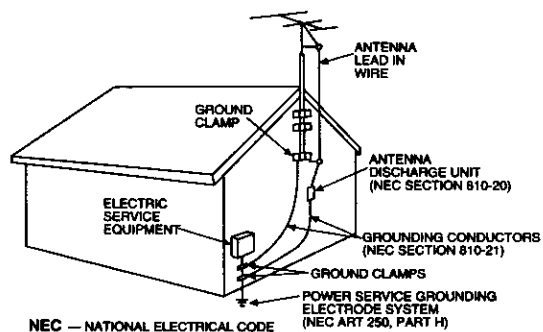 ANTENNA
LEAD IN
WIRE
GROUND
CLAMP
ANTENNA
DISCHARGE UNIT
(NEC SECTION 810-20)
ELECTRIC
SERVICE
EQUIPMENT
GROUNDING CONDUCTORS
(NEC SECTION 810-21)
GROUND CLAMPS
POWER SERVICE GROUNDING
ELECTRODE SYSTEM
(NEC ART 250, PART H)
NEC — NATIONAL ELECTRICAL CODE